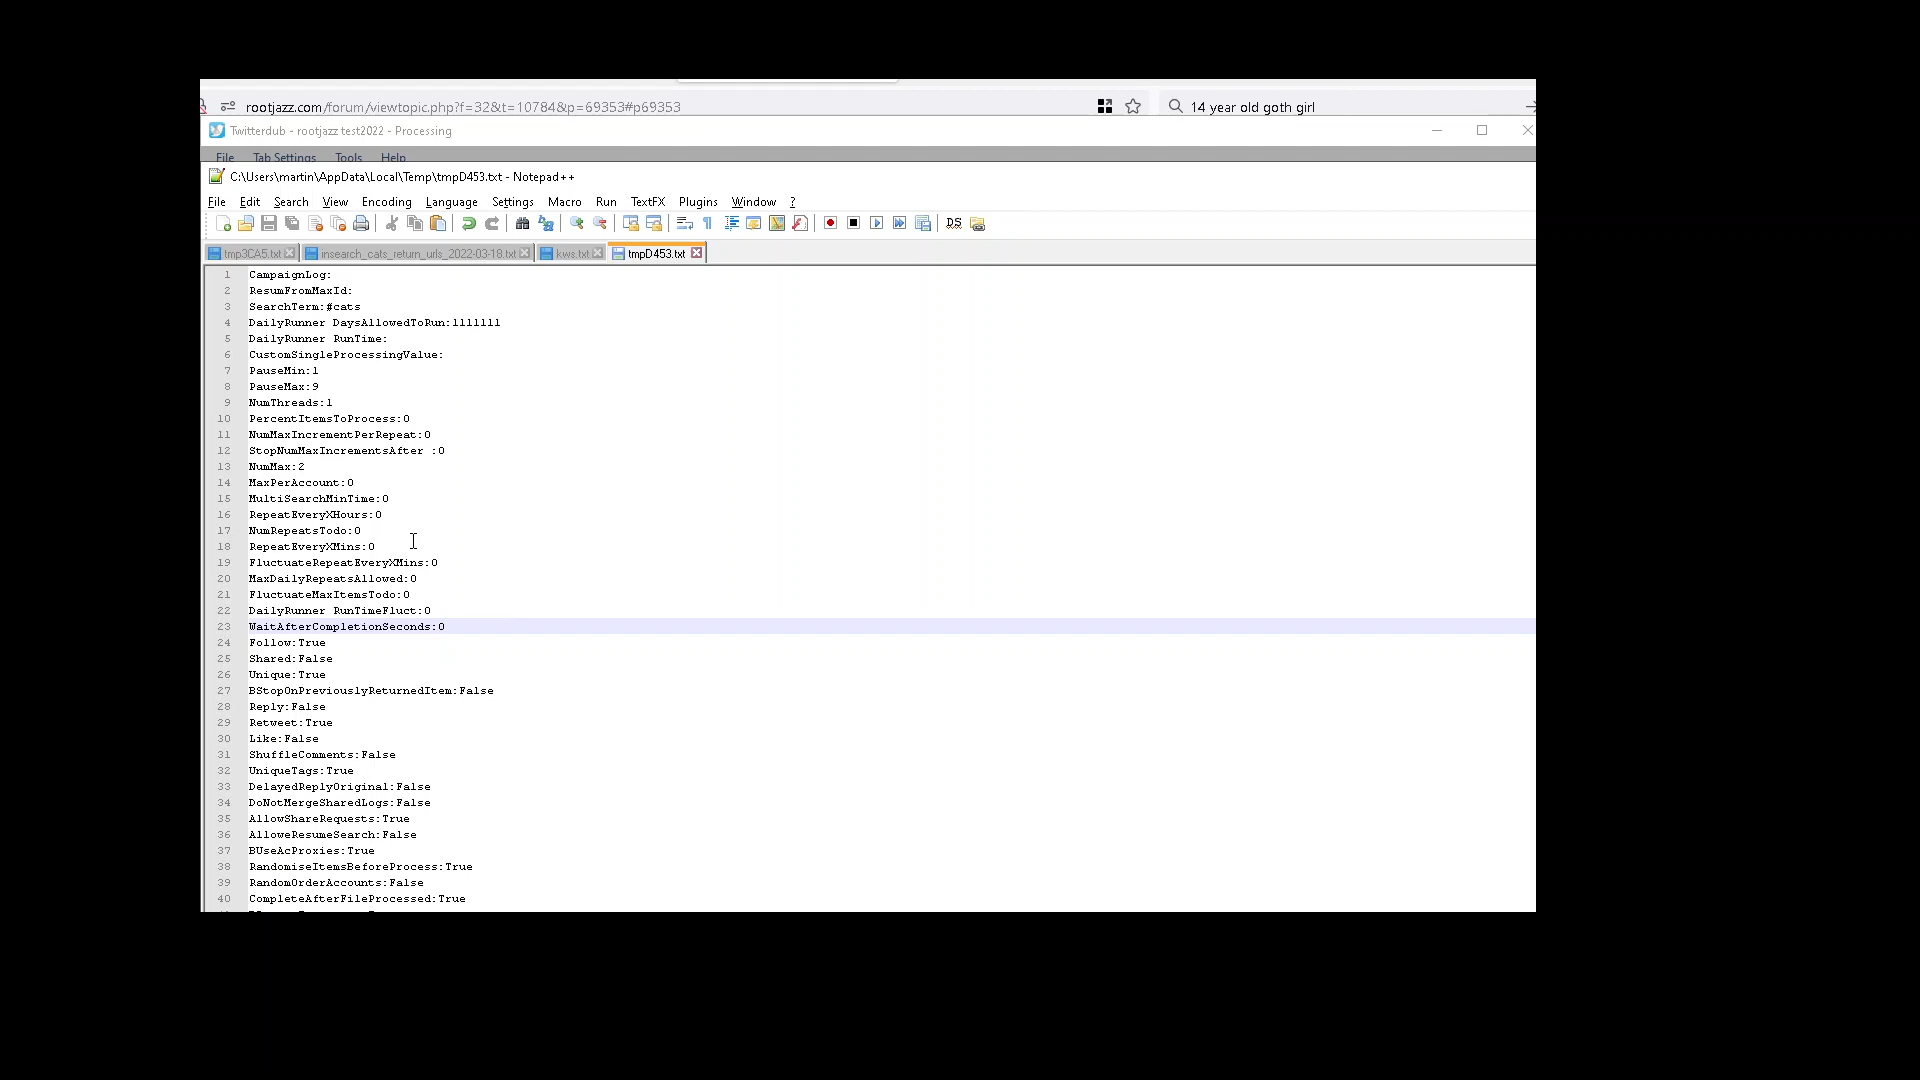 rootjazz.com/forum/viewtopic.php?f=32&t=10784&p=69353#p69353
14 year old goth girl
Twitterdub - rootjazz test2022 - Processing
File Tab Settings Tools Help
C:\Users\martin\AppData\Local\Temp\tmpD453.txt - Notepad++
File Edit Search View Encoding Language Settings Macro Run TextFX Plugins Window ?
DS
tmp3CA5.txt insearch_cats_return_urls_2022-03-18.txt kws.txt tmpD453.txt
1 CampaignLog:
2 ResumFromMaxId:
3 SearchTerm:#cats
4 DailyRunner DaysAllowedToRun:1111111
5 DailyRunner RunTime:
6 CustomSingleProcessingValue:
7 PauseMin:1
8 PauseMax:9
9 NumThreads:1
10 PercentItemsToProcess:0
11 NumMaxIncrementPerRepeat:0
12 StopNumMaxIncrementsAfter :0
13 NumMax:2
14 MaxPerAccount:0
15 MultiSearchMinTime:0
16 RepeatEveryXHours:0
17 NumRepeatsTodo:0
18 RepeatEveryXMins:0
19 FluctuateRepeatEveryXMins:0
20 MaxDailyRepeatsAllowed:0
21 FluctuateMaxItemsTodo:0
22 DailyRunner RunTimeFluct:0
23 WaitAfterCompletionSeconds:0
24 Follow:True
25 Shared:False
26 Unique:True
27 BStopOnPreviouslyReturnedItem:False
28 Reply:False
29 Retweet:True
30 Like:False
31 ShuffleComments:False
32 UniqueTags:True
33 DelayedReplyOriginal:False
34 DoNotMergeSharedLogs:False
35 AllowShareRequests:True
36 AlloweResumeSearch:False
37 BUseAcProxies:True
38 RandomiseItemsBeforeProcess:True
39 RandomOrderAccounts:False
40 CompleteAfterFileProcessed:True